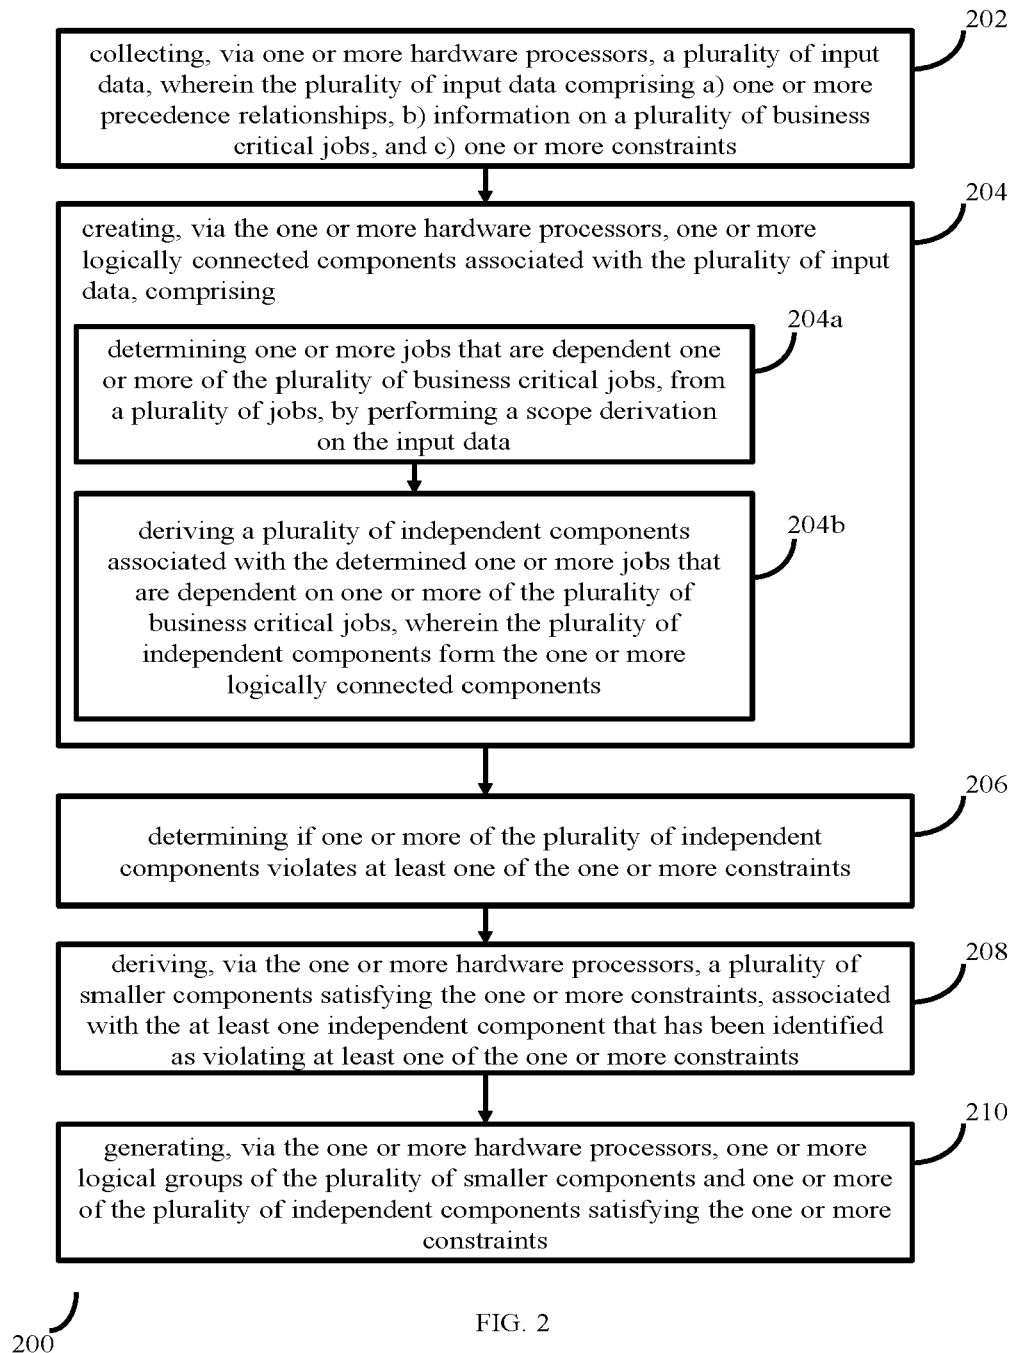 202
collecting, via one or more hardware processors, a plurality of input
data, wherein the plurality of input data comprising a) one or more
precedence relationships, b) information on a plurality of business
critical jobs, and c) one or more constraints
204
creating, via the one or more hardware processors, one or more
logically connected components associated with the plurality of input
data, comprising
204a
determining one or more jobs that are dependent one
or more of the plurality of business critical jobs, from
a plurality of jobs, by performing a scope derivation
on the input data
204b
deriving a plurality of independent components
associated with the determined one or more jobs that
are dependent on one or more of the plurality of
business critical jobs, wherein the plurality of
independent components form the one or more
logically connected components
206
determining if one or more of the plurality of independent
components violates at least one of the one or more constraints
208
deriving, via the one or more hardware processors, a plurality of
smaller components satisfying the one or more constraints, associated
with the at least one independent component that has been identified
as violating at least one of the one or more constraints
210
generating, via the one or more hardware processors, one or more
logical groups of the plurality of smaller components and one or more
of the plurality of independent components satisfying the one or more
constraints
200
FIG. 2